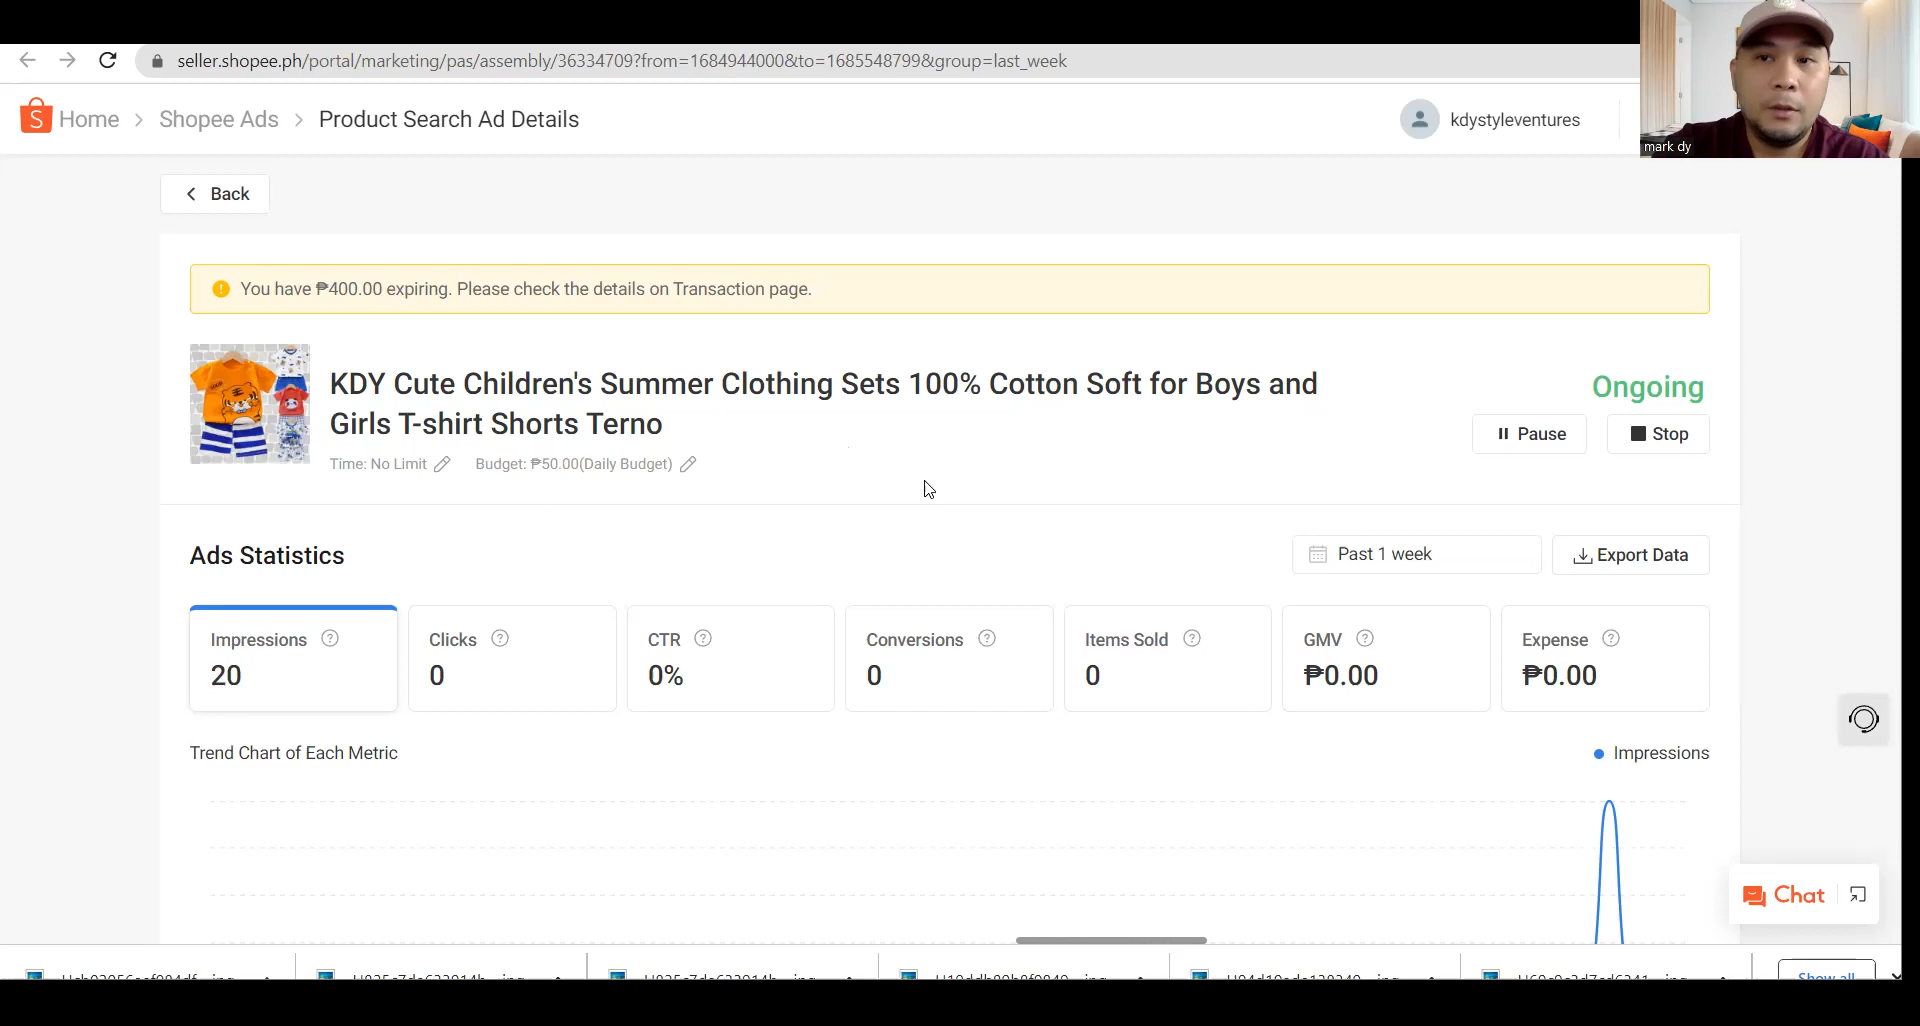 seller.shopee.ph/portal/marketing/pas/assembly/36334709?from=1684944000&to=1685548799&group=last_week
mark dy
Home > Shopee Ads > Product Search Ad Details
kdystyleventures
Back
You have ₱400.00 expiring. Please check the details on Transaction page.
KDY Cute Children's Summer Clothing Sets 100% Cotton Soft for Boys and
Girls T-shirt Shorts Terno
Ongoing
Pause
Stop
Time: No Limit
Budget: ₱50.00(Daily Budget)
Ads Statistics
Past 1 week
Export Data
Impressions
20
Clicks
0
CTR
0%
Conversions
0
Items Sold
0
GMV
₱0.00
Expense
₱0.00
Trend Chart of Each Metric
Impressions
Chat
Show all